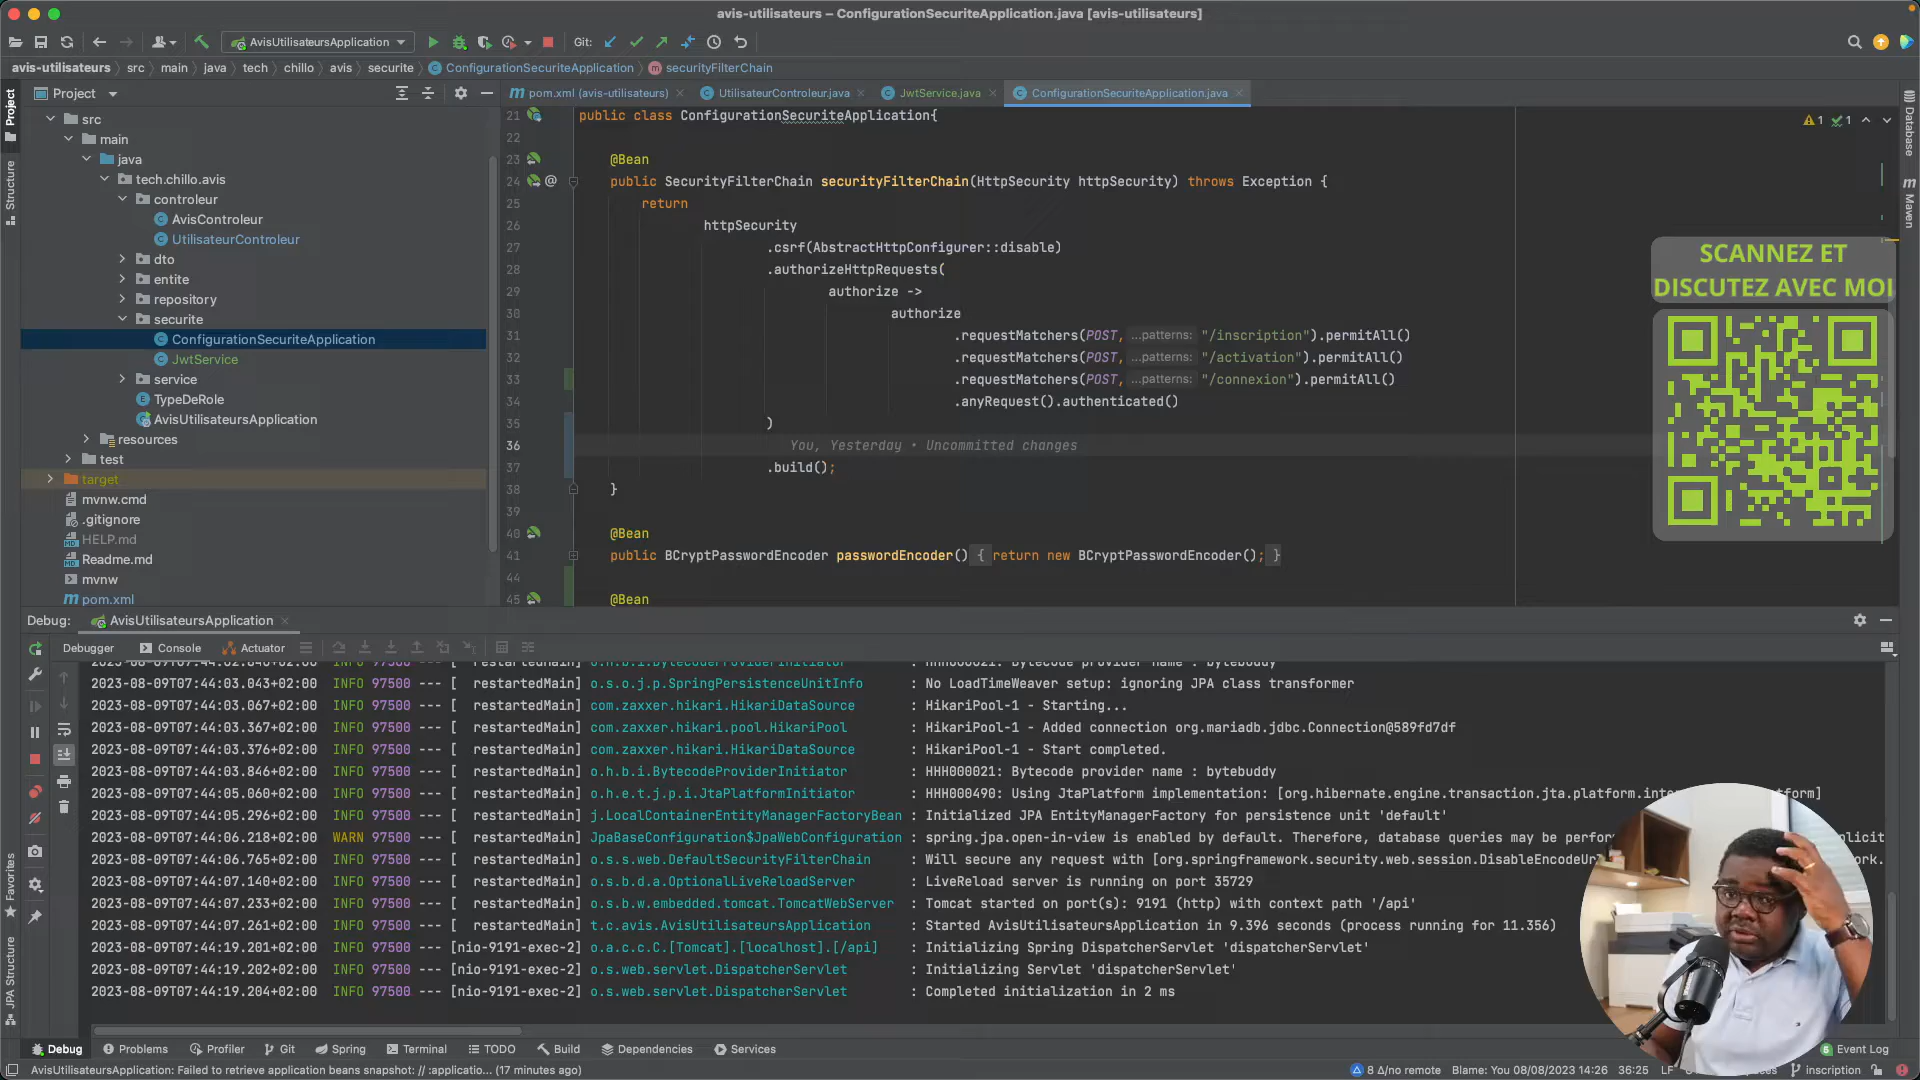 avis-utilisateurs – ConfigurationSecuriteApplication.java [avis-utilisateurs]
AvisUtilisateursApplication
Git:
avis-utilisateurs
src
main
java
tech
chillo
avis
securite
ConfigurationSecuriteApplication
securityFilterChain
Project
Project
pom.xml (avis-utilisateurs)
UtilisateurControleur.java
JwtService.java
ConfigurationSecuriteApplication.java
src
main
java
tech.chillo.avis
controleur
AvisControleur
UtilisateurControleur
dto
entite
repository
securite
ConfigurationSecuriteApplication
JwtService
service
TypeDeRole
AvisUtilisateursApplication
resources
test
target
mvnw.cmd
.gitignore
HELP.md
Readme.md
mvnw
pom.xml
Structure
Favorites
JPA Structure
Database
Maven
1 1
21 public class ConfigurationSecuriteApplication{
22
23 @Bean
24 @ public SecurityFilterChain securityFilterChain(HttpSecurity httpSecurity) throws Exception {
25 return
26 httpSecurity
27 .csrf(AbstractHttpConfigurer::disable)
28 .authorizeHttpRequests(
29 authorize ->
30 authorize
31 .requestMatchers(POST, ...patterns: "/inscription").permitAll()
32 .requestMatchers(POST, ...patterns: "/activation").permitAll()
33 .requestMatchers(POST, ...patterns: "/connexion").permitAll()
34 .anyRequest().authenticated()
35 )
36 You, Yesterday • Uncommitted changes
37 .build();
38 }
39
40 @Bean
41 public BCryptPasswordEncoder passwordEncoder() { return new BCryptPasswordEncoder(); }
44
45 @Bean
SCANNEZ ET
DISCUTEZ AVEC MOI
Debug: AvisUtilisateursApplication
Debugger Console Actuator
restartedMain] o.h.b.i.BytecodeProviderInitiator : HHH000021: Bytecode provider name : bytebuddy
2023-08-09T07:44:03.043+02:00 INFO 97500 --- [ restartedMain] o.s.o.j.p.SpringPersistenceUnitInfo : No LoadTimeWeaver setup: ignoring JPA class transformer
2023-08-09T07:44:03.067+02:00 INFO 97500 --- [ restartedMain] com.zaxxer.hikari.HikariDataSource : HikariPool-1 - Starting...
2023-08-09T07:44:03.367+02:00 INFO 97500 --- [ restartedMain] com.zaxxer.hikari.pool.HikariPool : HikariPool-1 - Added connection org.mariadb.jdbc.Connection@589fd7df
2023-08-09T07:44:03.376+02:00 INFO 97500 --- [ restartedMain] com.zaxxer.hikari.HikariDataSource : HikariPool-1 - Start completed.
2023-08-09T07:44:03.846+02:00 INFO 97500 --- [ restartedMain] o.h.b.i.BytecodeProviderInitiator : HHH000021: Bytecode provider name : bytebuddy
2023-08-09T07:44:05.060+02:00 INFO 97500 --- [ restartedMain] o.h.e.t.j.p.i.JtaPlatformInitiator : HHH000490: Using JtaPlatform implementation: [org.hibernate.engine.transaction.jta.platform.inte form]
2023-08-09T07:44:05.296+02:00 INFO 97500 --- [ restartedMain] j.LocalContainerEntityManagerFactoryBean : Initialized JPA EntityManagerFactory for persistence unit 'default'
2023-08-09T07:44:06.218+02:00 WARN 97500 --- [ restartedMain] JpaBaseConfiguration$JpaWebConfiguration : spring.jpa.open-in-view is enabled by default. Therefore, database queries may be perfor plicit
2023-08-09T07:44:06.765+02:00 INFO 97500 --- [ restartedMain] o.s.s.web.DefaultSecurityFilterChain : Will secure any request with [org.springframework.security.web.session.DisableEncodeUr ork.
2023-08-09T07:44:07.140+02:00 INFO 97500 --- [ restartedMain] o.s.b.d.a.OptionalLiveReloadServer : LiveReload server is running on port 35729
2023-08-09T07:44:07.233+02:00 INFO 97500 --- [ restartedMain] o.s.b.w.embedded.tomcat.TomcatWebServer : Tomcat started on port(s): 9191 (http) with context path '/api'
2023-08-09T07:44:07.261+02:00 INFO 97500 --- [ restartedMain] t.c.avis.AvisUtilisateursApplication : Started AvisUtilisateursApplication in 9.396 seconds (process running for 11.356)
2023-08-09T07:44:19.201+02:00 INFO 97500 --- [nio-9191-exec-2] o.a.c.c.C.[Tomcat].[localhost].[/api] : Initializing Spring DispatcherServlet 'dispatcherServlet'
2023-08-09T07:44:19.202+02:00 INFO 97500 --- [nio-9191-exec-2] o.s.web.servlet.DispatcherServlet : Initializing Servlet 'dispatcherServlet'
2023-08-09T07:44:19.204+02:00 INFO 97500 --- [nio-9191-exec-2] o.s.web.servlet.DispatcherServlet : Completed initialization in 2 ms
Debug Problems Profiler Git Spring Terminal TODO Build Dependencies Services 5 Event Log
AvisUtilisateursApplication: Failed to retrieve application beans snapshot: // :applicatio... (17 minutes ago) 8 Δ/no remote Blame: You 08/08/2023 14:26 36:25 LF inscription